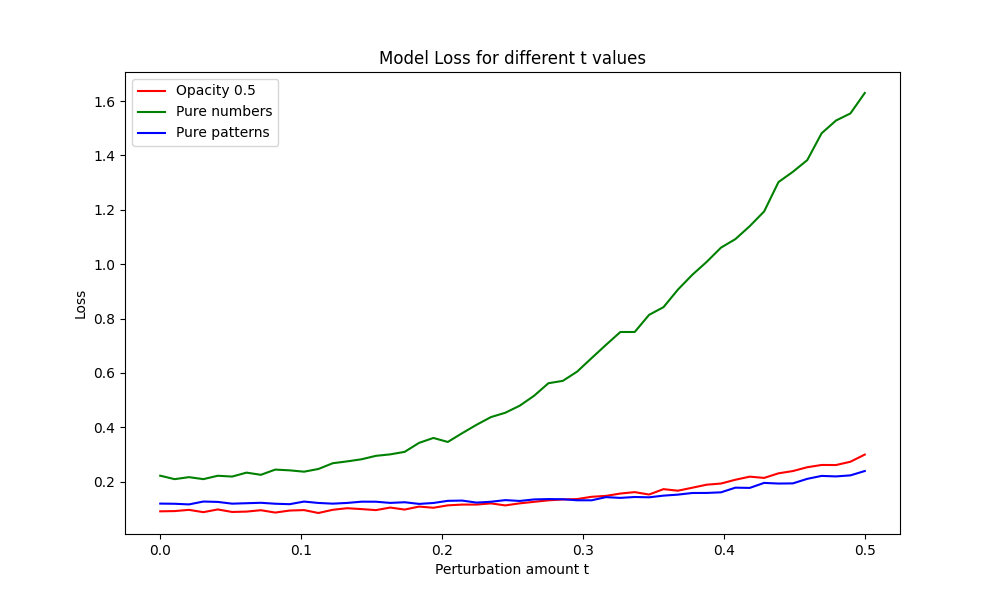 Model Loss for different t values
Opacity 0.5
Pure numbers
Pure patterns
1.6
1.4
1.2
1.0
0.8
0.6
0.4
0.2
Loss
0.0 0.1 0.2 0.3 0.4 0.5
Perturbation amount t